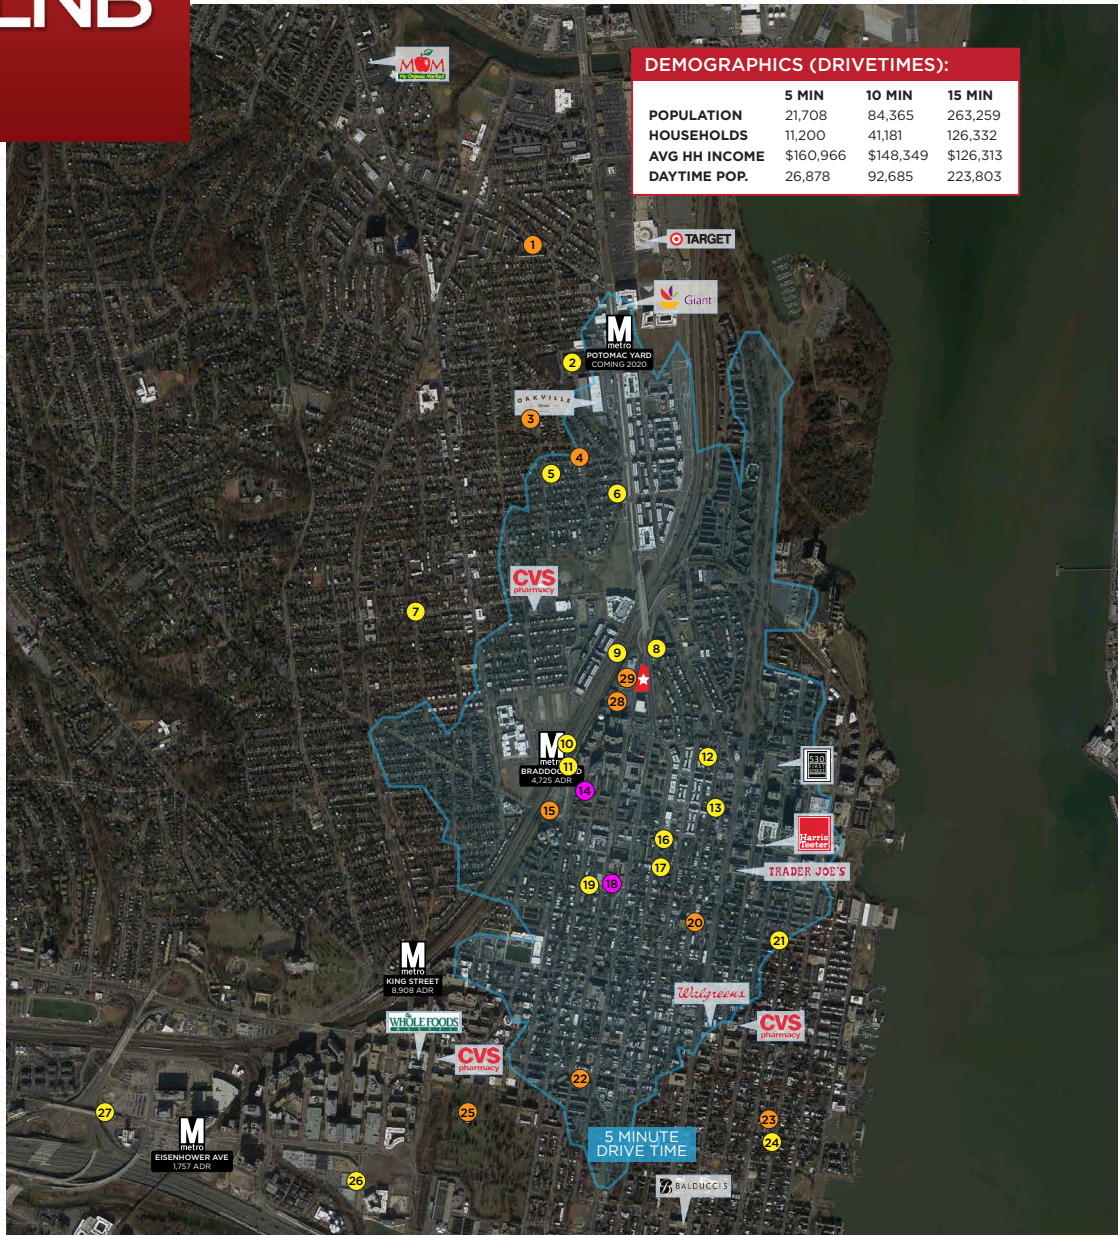 LNB
MOM
My Organic Market
DEMOGRAPHICS (DRIVETIMES):
5 MIN 10 MIN 15 MIN
POPULATION 21,708 84,365 263,259
HOUSEHOLDS 11,200 41,181 126,332
AVG HH INCOME $160,966 $148,349 $126,313
DAYTIME POP. 26,878 92,685 223,803
1
TARGET
Giant
M
metro
POTOMAC YARD
COMING 2020
2
OAKVILLE
3
4
5
6
CVS
pharmacy
7
8
9
29
28
M
metro
10
11
BRADDOCK RD
4,725 ADR
12
530
FIRST
14
13
15
Harris
Teeter
16
17
TRADER JOE'S
19
18
20
21
M
metro
KING STREET
8,908 ADR
Walgreens
WHOLE FOODS
MARKET
CVS
pharmacy
CVS
pharmacy
22
27
25
23
M
metro
EISENHOWER AVE
1,757 ADR
5 MINUTE
DRIVE TIME
24
26
BALDUCCI'S